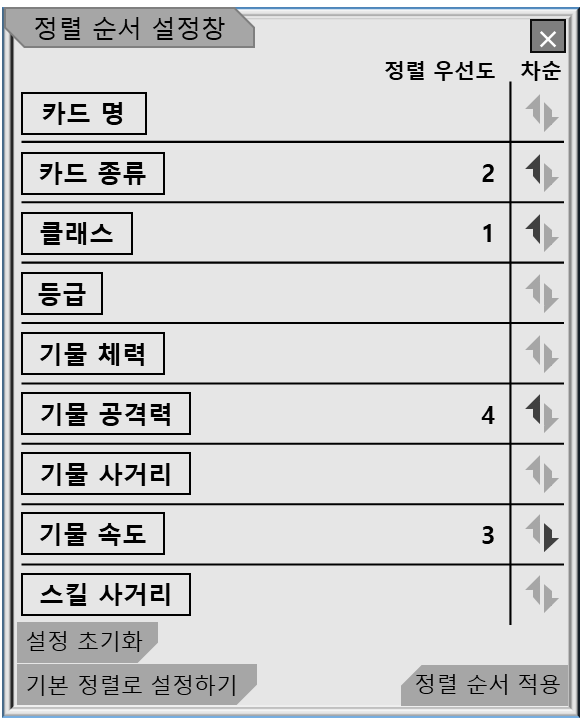 정렬 순서 설정창
정렬 우선도 차순
카드 명
카드 종류 2
클래스 1
등급
기물 체력
기물 공격력 4
기물 사거리
기물 속도 3
스킬 사거리
설정 초기화
기본 정렬로 설정하기 정렬 순서 적용